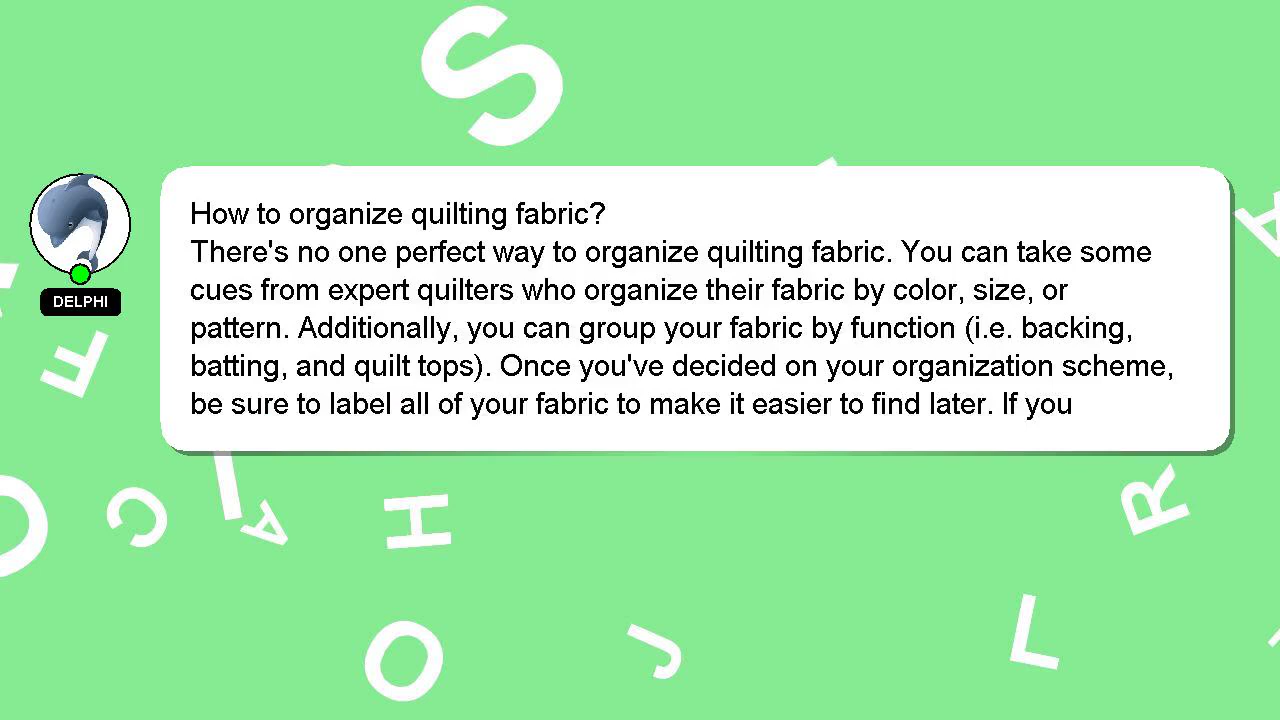 S
How to organize quilting fabric?
There's no one perfect way to organize quilting fabric. You can take some
cues from expert quilters who organize their fabric by color, size, or
pattern. Additionally, you can group your fabric by function (i.e. backing,
batting, and quilt tops). Once you've decided on your organization scheme,
be sure to label all of your fabric to make it easier to find later. If you
DELPHI
A
F
C
A
H
R
O
J
L